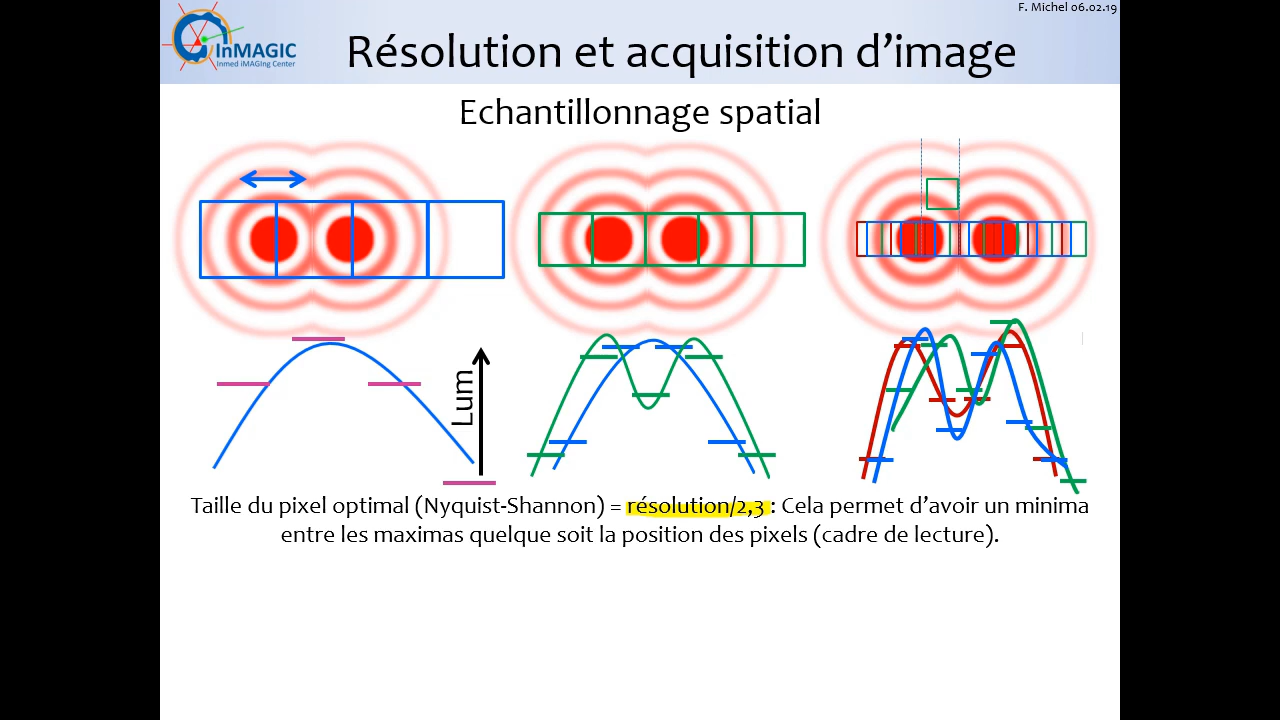 F. Michel 06.02.19
InMAGIC
Inmed iMAGIng Center
Résolution et acquisition d’image
Echantillonnage spatial
Lum
Taille du pixel optimal (Nyquist-Shannon) = résolution/2,3 : Cela permet d’avoir un minima
entre les maximas quelque soit la position des pixels (cadre de lecture).